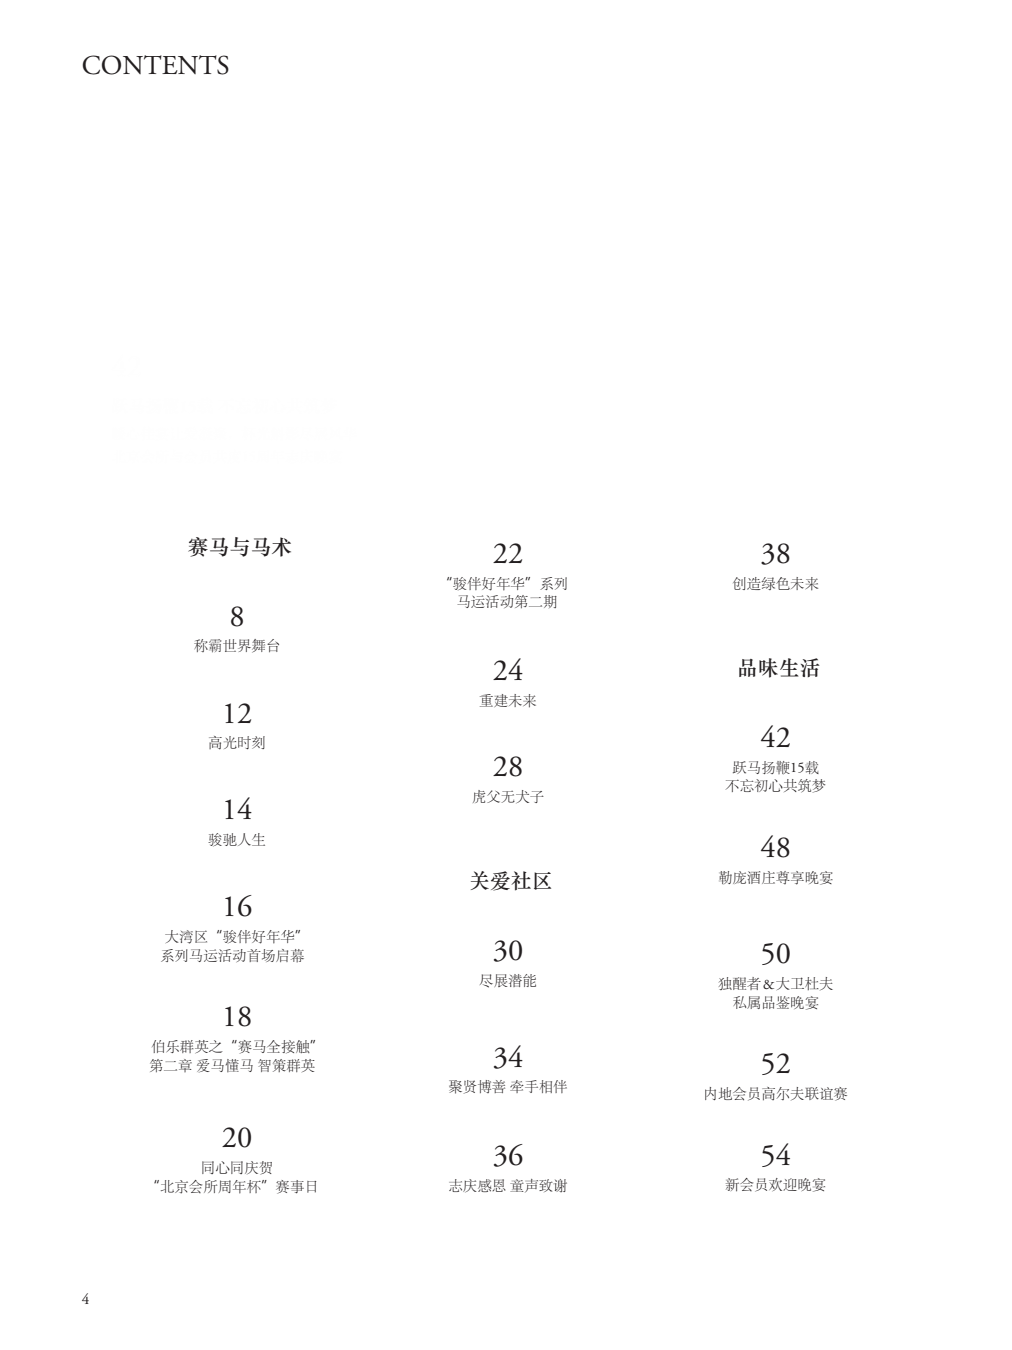 CONTENTS
赛马与马术
8
称霸世界舞台
12
高光时刻
14
骏驰人生
16
大湾区“骏伴好年华”
系列马运活动首场启幕
18
伯乐群英之“赛马全接触”
第二章 爱马懂马 智策群英
20
同心同庆贺
“北京会所周年杯”赛事日
22
“骏伴好年华”系列
马运活动第二期
24
重建未来
28
虎父无犬子
关爱社区
30
尽展潜能
34
聚贤博善 牵手相伴
36
志庆感恩 童声致谢
38
创造绿色未来
品味生活
42
跃马扬鞭15载
不忘初心共筑梦
48
勒庞酒庄尊享晚宴
50
独醒者&大卫杜夫
私属品鉴晚宴
52
内地会员高尔夫联谊赛
54
新会员欢迎晚宴
4